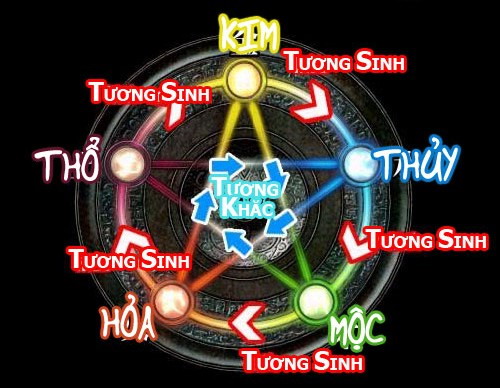 KIM
TƯƠNG SINH
TƯƠNG SINH
THỔ
TƯƠNG
KHẮC
THỦY
TƯƠNG SINH
TƯƠNG SINH
HỎA
MỘC
TƯƠNG SINH